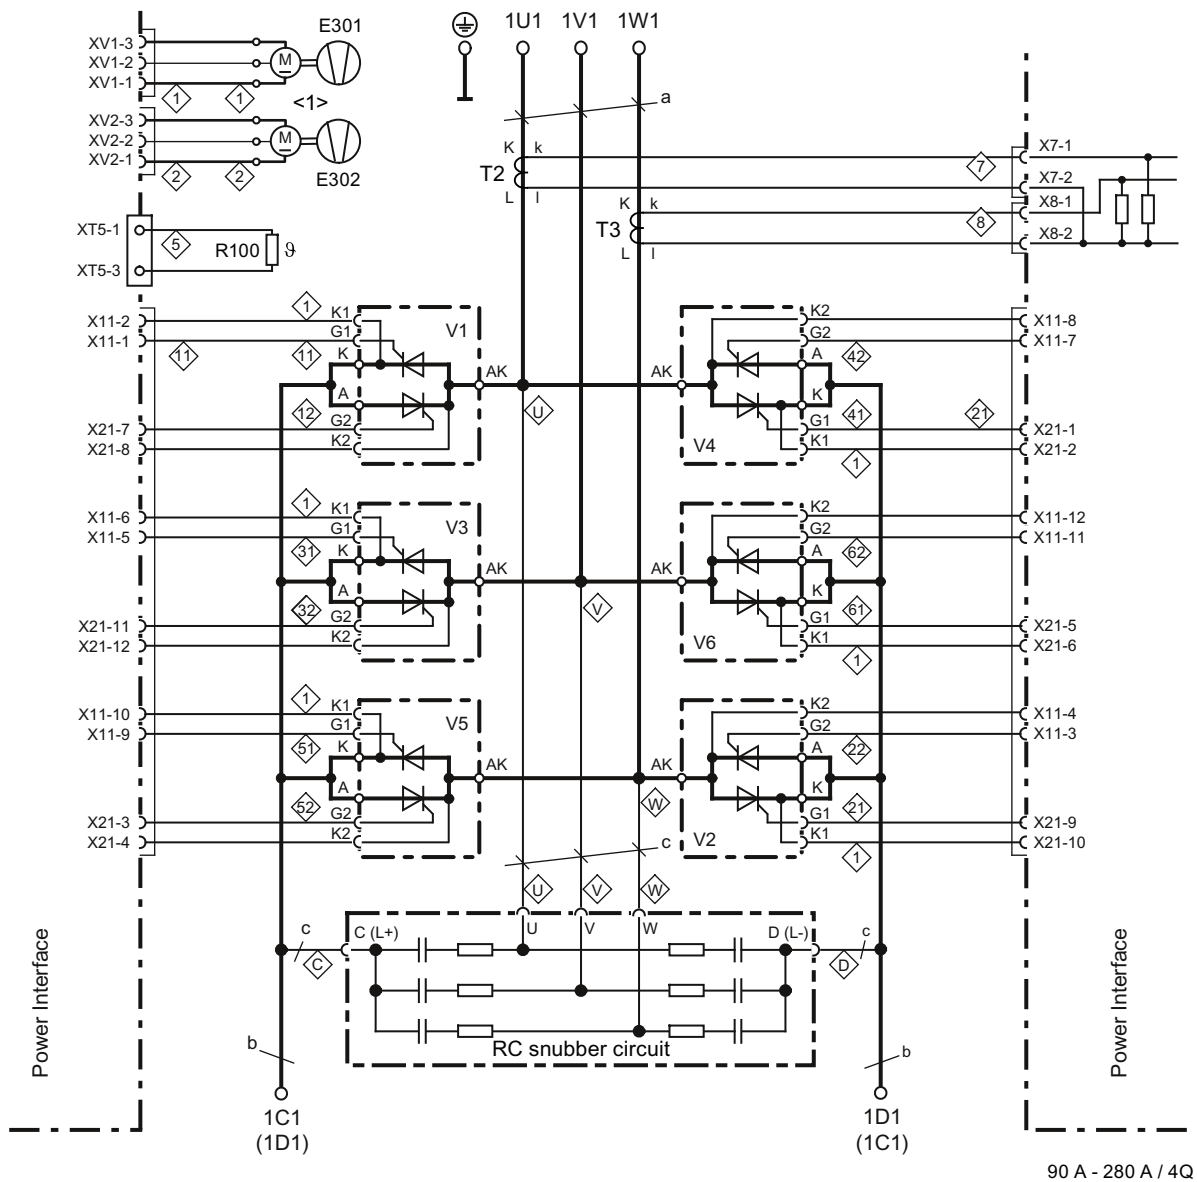 E301
1U1 1V1 1W1
XV1-3
XV1-2
XV1-1
M
1 1
<1>
a
XV2-3
XV2-2
XV2-1
M
2 2
E302
K k
T2
L l
7
X7-1
X7-2
K k
T3
L l
8
X8-1
X8-2
XT5-1
5
R100 ϑ
XT5-3
X11-2
X11-1
11
1
11
K1
G1
K
A
G2
K2
V1
AK
12
X21-7
X21-8
U
AK
V4
K2
G2
A
K
G1
K1
42
41
1
21
X11-8
X11-7
X21-1
X21-2
X11-6
X11-5
1
31
K1
G1
K
A
G2
K2
V3
AK
32
X21-11
X21-12
V
AK
V6
K2
G2
A
K
G1
K1
62
61
1
X11-12
X11-11
X21-5
X21-6
X11-10
X11-9
1
51
K1
G1
K
A
G2
K2
V5
AK
52
X21-3
X21-4
W
AK
V2
K2
G2
A
K
G1
K1
22
21
1
X11-4
X11-3
X21-9
X21-10
c
U V W
U V W
c
C
C (L+)
D (L-)
D
c
RC snubber circuit
Power Interface
Power Interface
b
b
1C1
(1D1)
1D1
(1C1)
90 A - 280 A / 4Q